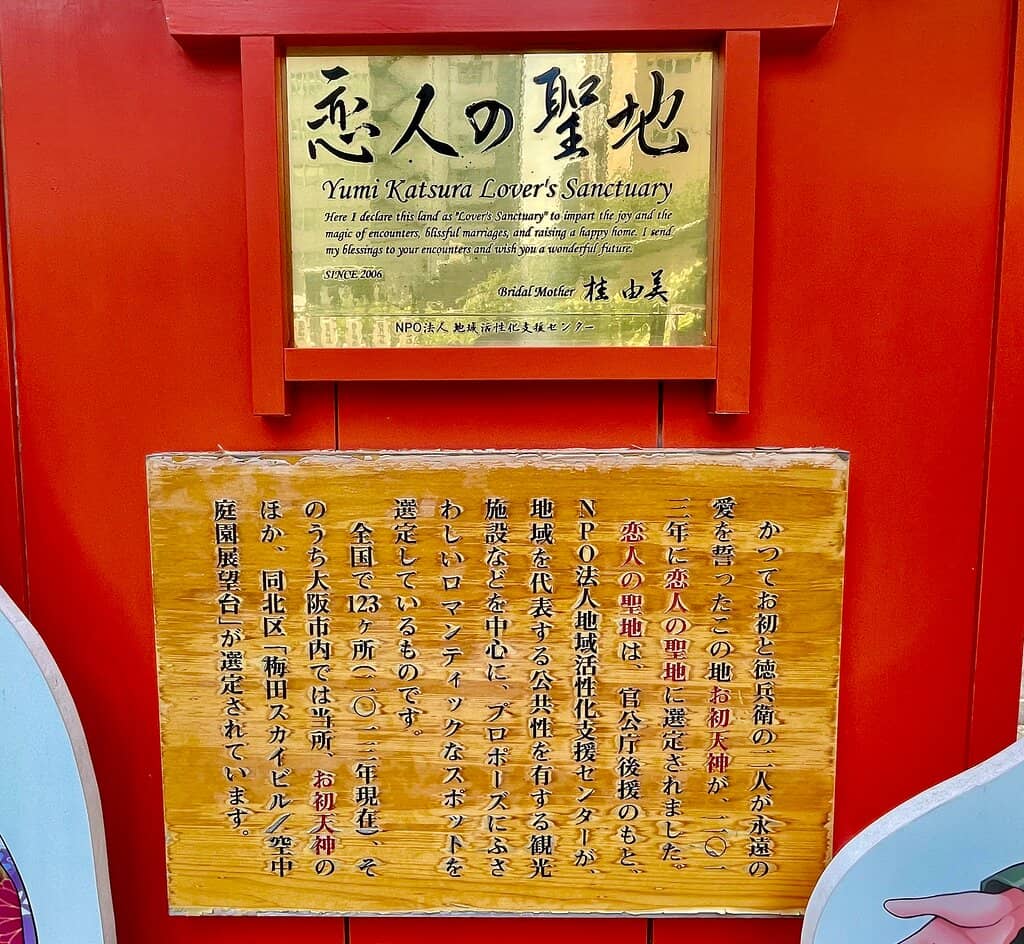 恋人の聖地
Yumi Katsura Lover's Sanctuary
Here I declare this land as "Lover's Sanctuary" to impart the joy and the
magic of encounters, blissful marriages, and raising a happy home. I send
my blessings to your encounters and wish you a wonderful future.
SINCE 2006
Bridal Mother 桂 由美
NPO法人 地域活性化支援センター
かつてお初と徳兵衛の二人が永遠の
愛を誓ったこの地お初天神が、二〇一
三年に恋人の聖地に選定されました。
恋人の聖地は、官公庁後援のもと、
NPO法人地域活性化支援センターが、
地域を代表する公共性を有する観光
施設などを中心に、プロポーズにふさ
わしいロマンティックなスポットを
選定しているものです。
全国で123ヶ所(二〇一三年現在)、そ
のうち大阪市内では当所、お初天神の
ほか、同北区「梅田スカイビル/空中
庭園展望台」が選定されています。